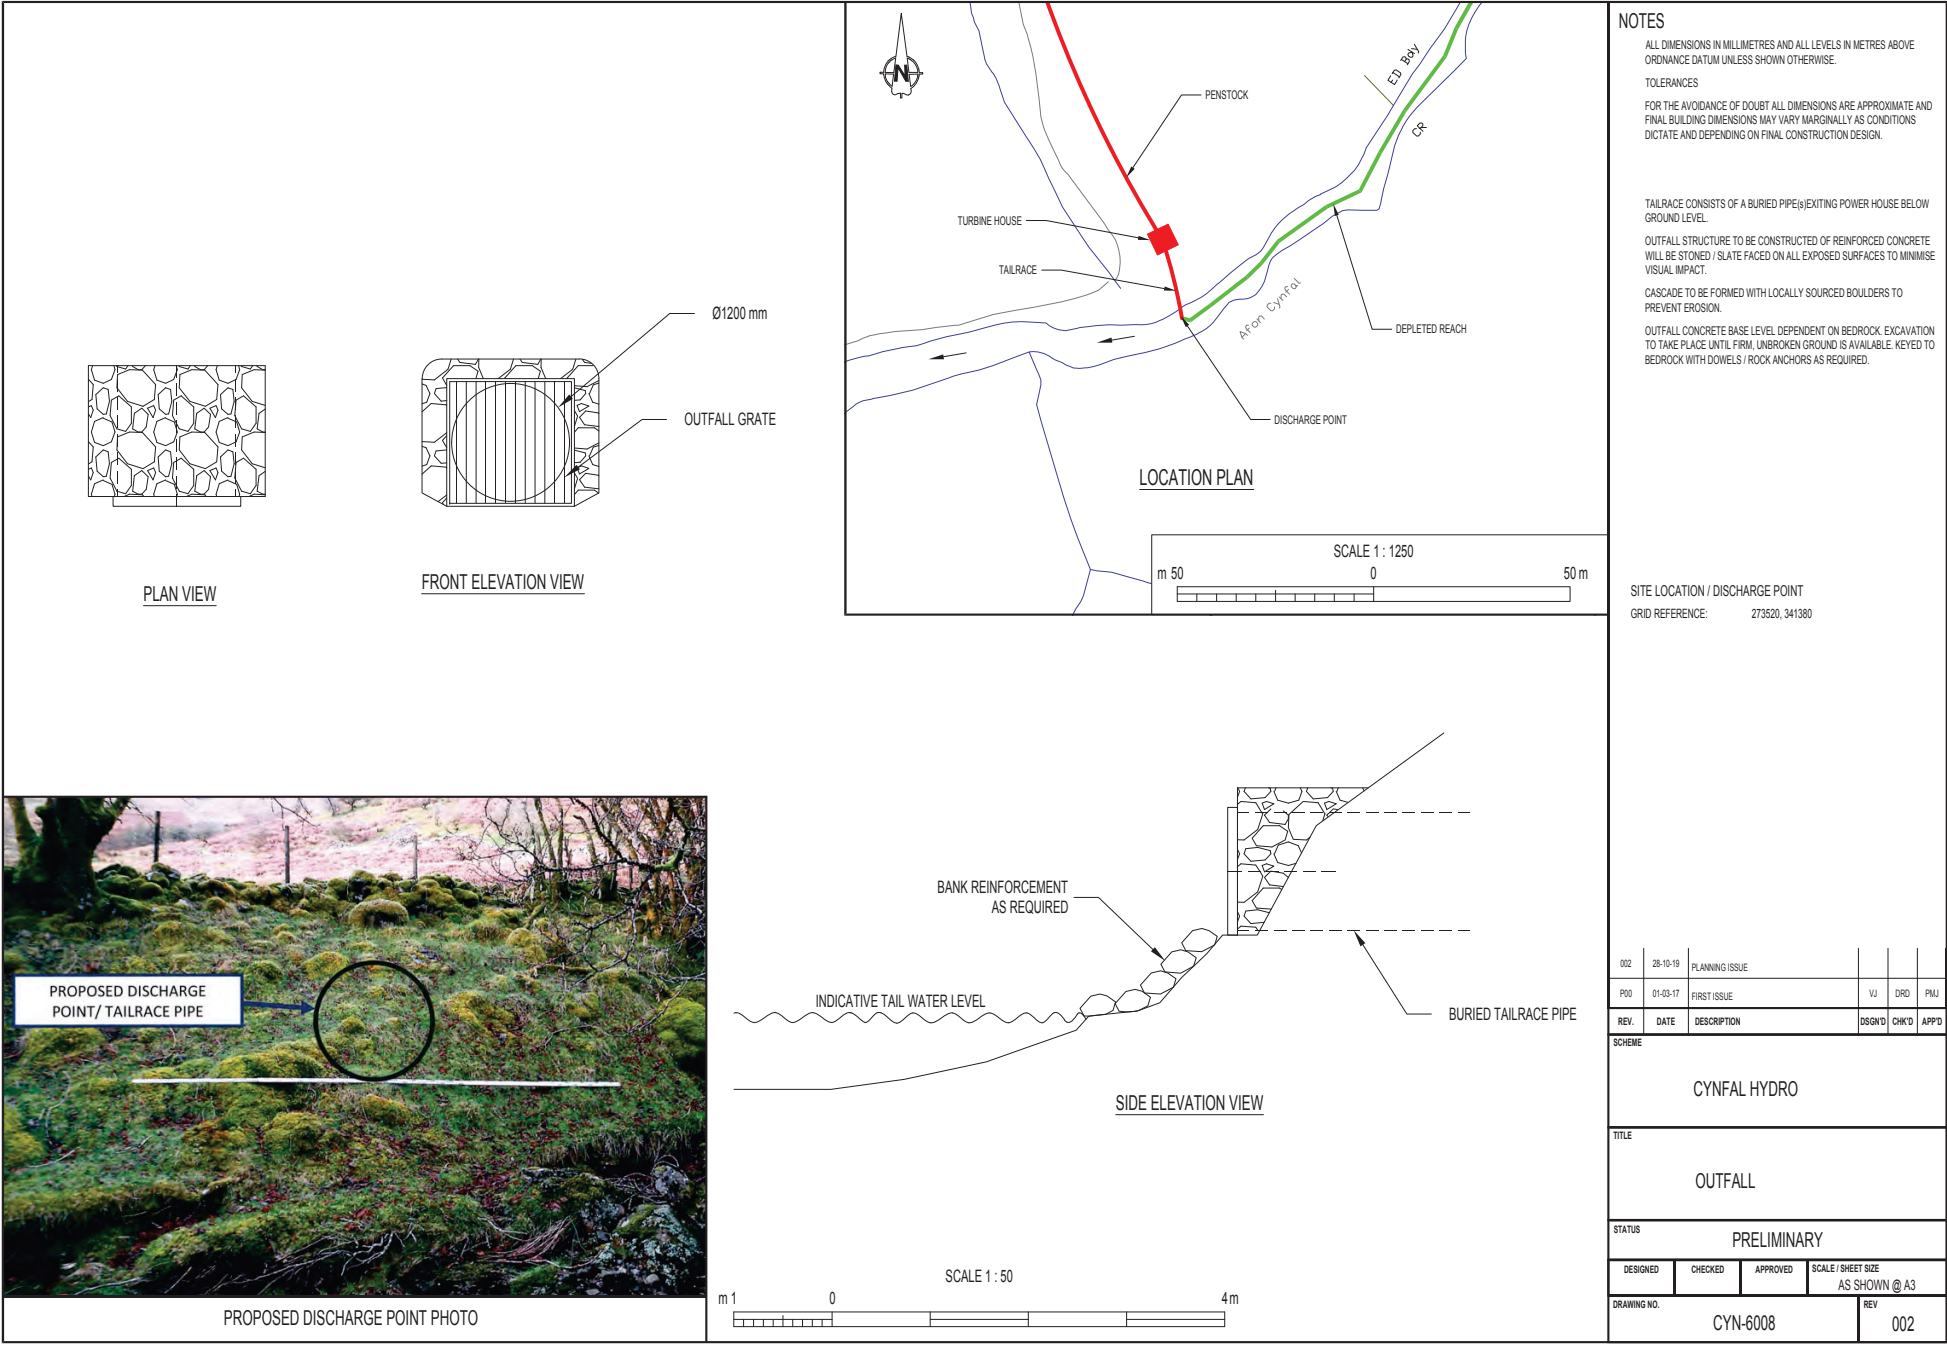 Ø1200 mm
OUTFALL GRATE
PLAN VIEW
FRONT ELEVATION VIEW
N
PENSTOCK
ED Bdy
CR
TURBINE HOUSE
TAILRACE
Afon Cynfal
DEPLETED REACH
DISCHARGE POINT
LOCATION PLAN
SCALE 1 : 1250
m 50 0 50 m
PROPOSED DISCHARGE
POINT/ TAILRACE PIPE
PROPOSED DISCHARGE POINT PHOTO
BANK REINFORCEMENT
AS REQUIRED
INDICATIVE TAIL WATER LEVEL
BURIED TAILRACE PIPE
SIDE ELEVATION VIEW
SCALE 1 : 50
m 1 0 4 m
NOTES
ALL DIMENSIONS IN MILLIMETRES AND ALL LEVELS IN METRES ABOVE
ORDNANCE DATUM UNLESS SHOWN OTHERWISE.
TOLERANCES
FOR THE AVOIDANCE OF DOUBT ALL DIMENSIONS ARE APPROXIMATE AND
FINAL BUILDING DIMENSIONS MAY VARY MARGINALLY AS CONDITIONS
DICTATE AND DEPENDING ON FINAL CONSTRUCTION DESIGN.
TAILRACE CONSISTS OF A BURIED PIPE(s)EXITING POWER HOUSE BELOW
GROUND LEVEL.
OUTFALL STRUCTURE TO BE CONSTRUCTED OF REINFORCED CONCRETE
WILL BE STONED / SLATE FACED ON ALL EXPOSED SURFACES TO MINIMISE
VISUAL IMPACT.
CASCADE TO BE FORMED WITH LOCALLY SOURCED BOULDERS TO
PREVENT EROSION.
OUTFALL CONCRETE BASE LEVEL DEPENDENT ON BEDROCK. EXCAVATION
TO TAKE PLACE UNTIL FIRM, UNBROKEN GROUND IS AVAILABLE. KEYED TO
BEDROCK WITH DOWELS / ROCK ANCHORS AS REQUIRED.
SITE LOCATION / DISCHARGE POINT
GRID REFERENCE: 273520, 341380
002 28-10-19 PLANNING ISSUE
P00 01-03-17 FIRST ISSUE VJ DRD PMJ
REV. DATE DESCRIPTION DSGN'D CHK'D APP'D
SCHEME
CYNFAL HYDRO
TITLE
OUTFALL
STATUS
PRELIMINARY
DESIGNED CHECKED APPROVED SCALE / SHEET SIZE
AS SHOWN @ A3
DRAWING NO. REV
CYN-6008 002